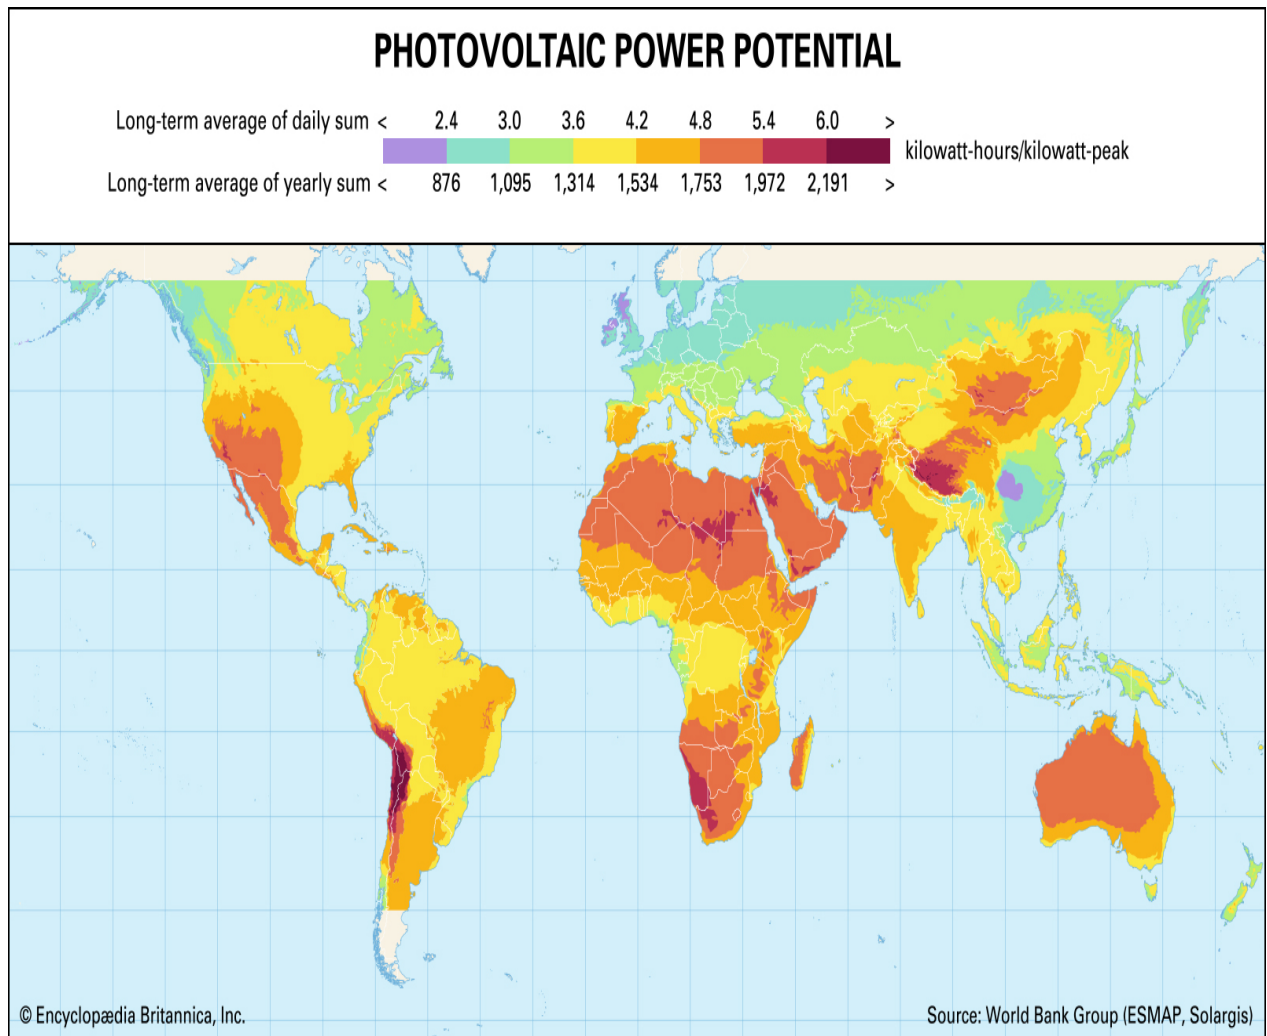 PHOTOVOLTAIC POWER POTENTIAL
Long-term average of daily sum < 2.4 3.0 3.6 4.2 4.8 5.4 6.0 >
kilowatt-hours/kilowatt-peak
Long-term average of yearly sum < 876 1,095 1,314 1,534 1,753 1,972 2,191 >
© Encyclopædia Britannica, Inc.
Source: World Bank Group (ESMAP, Solargis)